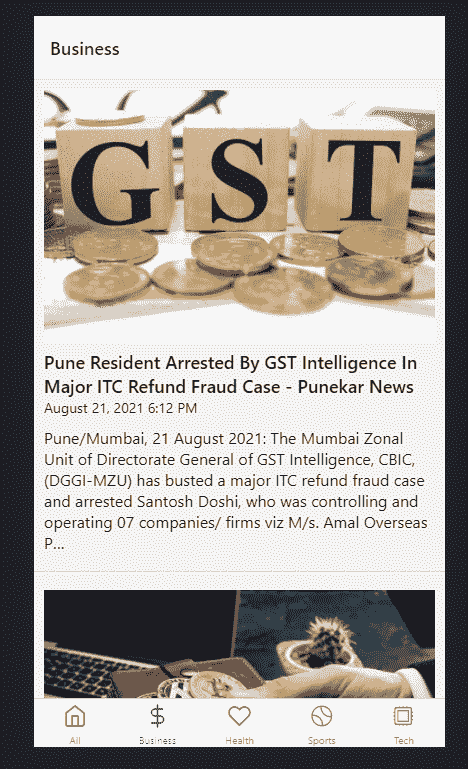 Business
G S T
Pune Resident Arrested By GST Intelligence In
Major ITC Refund Fraud Case - Punekar News
August 21, 2021 6:12 PM
Pune/Mumbai, 21 August 2021: The Mumbai Zonal
Unit of Directorate General of GST Intelligence, CBIC,
(DGGI-MZU) has busted a major ITC refund fraud case
and arrested Santosh Doshi, who was controlling and
operating 07 companies/ firms viz M/s. Amal Overseas
P...
All Business Health Sports Tech